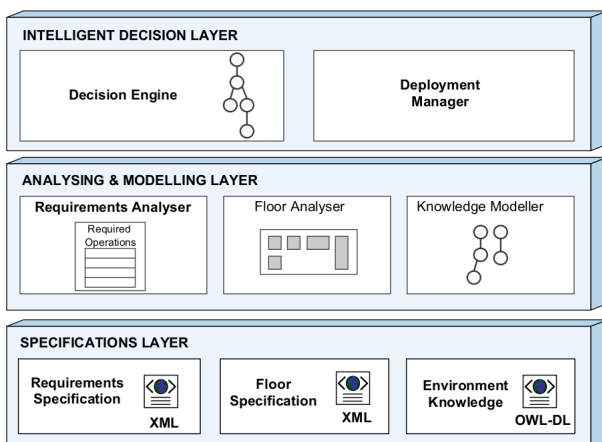 INTELLIGENT DECISION LAYER
Decision Engine
Deployment
Manager
ANALYSING & MODELLING LAYER
Requirements Analyser
Required
Operations
Floor Analyser
Knowledge Modeller
SPECIFICATIONS LAYER
Requirements
Specification
XML
Floor
Specification
XML
Environment
Knowledge
OWL-DL